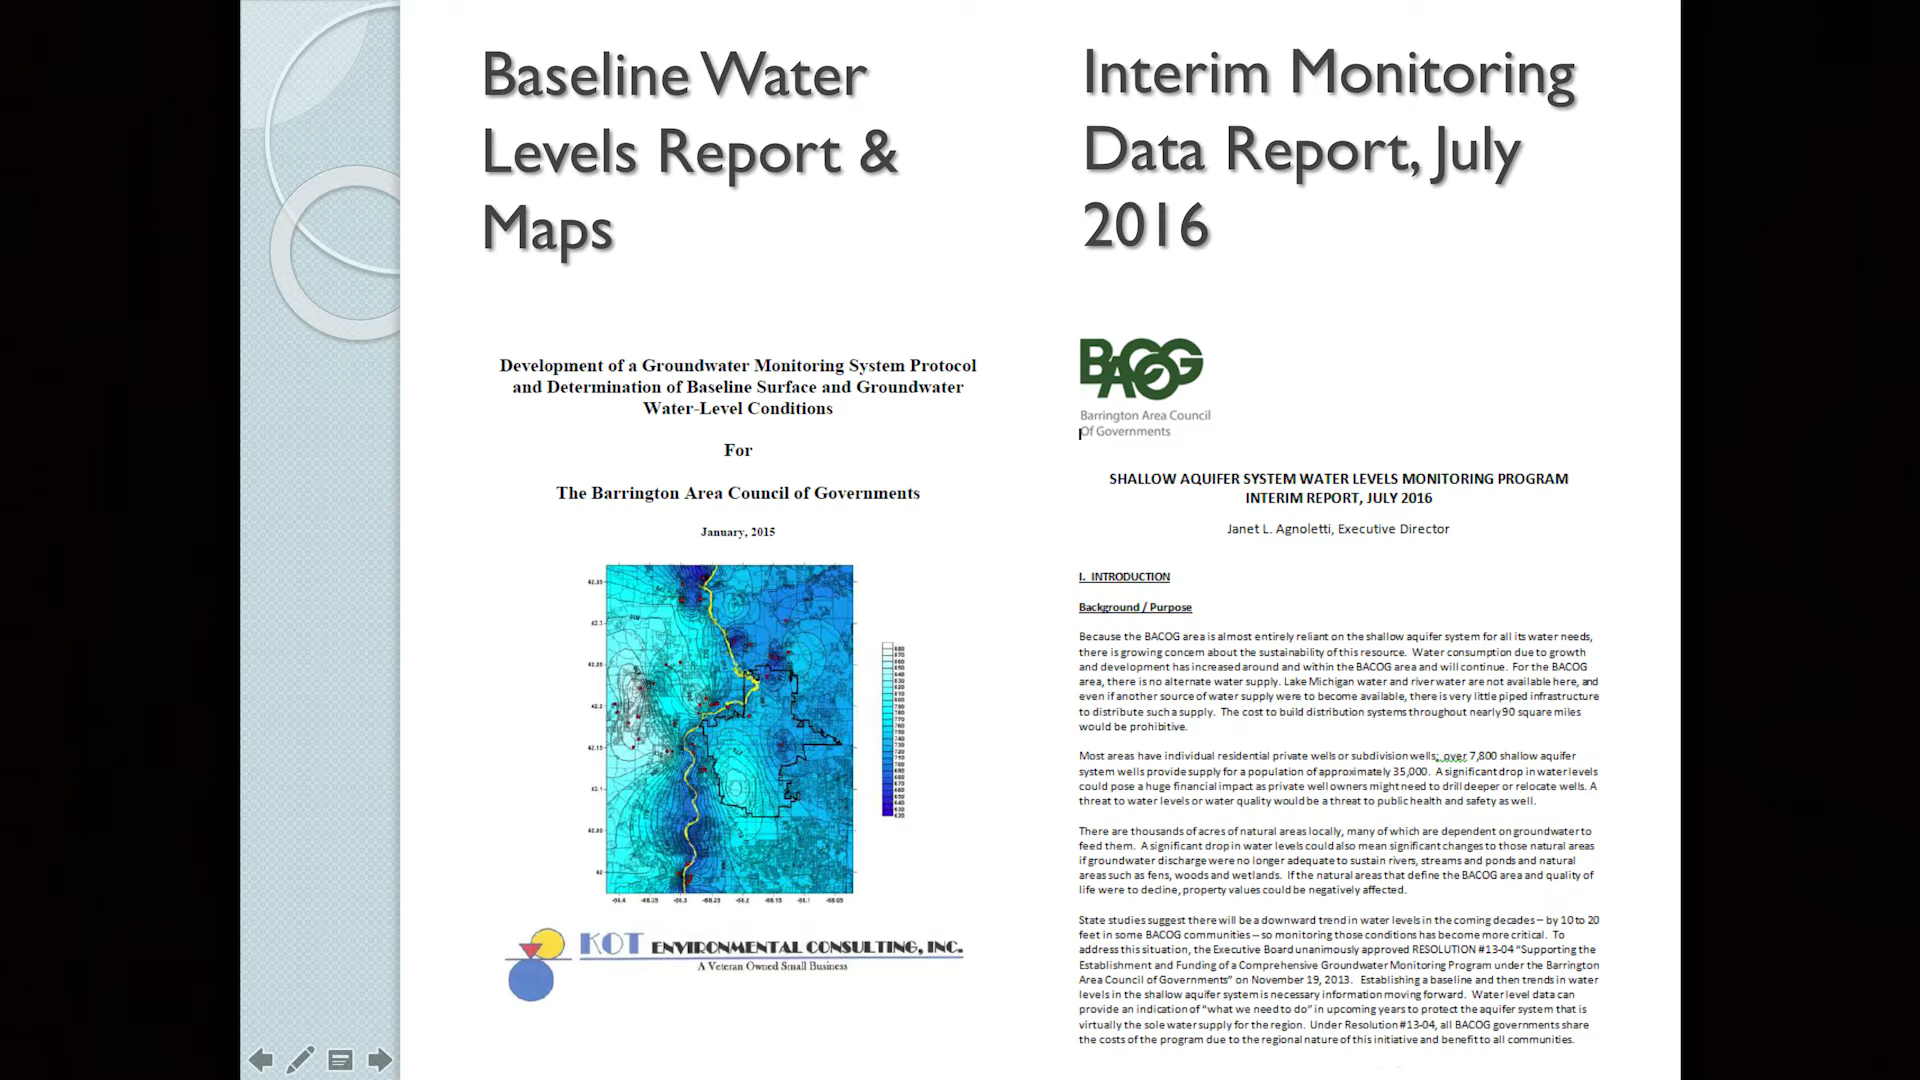 Baseline Water
Levels Report &
Maps
Development of a Groundwater Monitoring System Protocol
and Determination of Baseline Surface and Groundwater
Water-Level Conditions
For
The Barrington Area Council of Governments
January, 2015
KOT ENVIRONMENTAL CONSULTING, INC.
A Veteran Owned Small Business
Interim Monitoring
Data Report, July
2016
BACOG
Barrington Area Council
Of Governments
SHALLOW AQUIFER SYSTEM WATER LEVELS MONITORING PROGRAM
INTERIM REPORT, JULY 2016
Janet L. Agnoletti, Executive Director
I. INTRODUCTION
Background / Purpose
Because the BACOG area is almost entirely reliant on the shallow aquifer system for all its water needs,
there is growing concern about the sustainability of this resource. Water consumption due to growth
and development has increased around and within the BACOG area and will continue. For the BACOG
area, there is no alternate water supply. Lake Michigan water and river water are not available here, and
even if another source of water supply were to become available, there is very little piped infrastructure
to distribute such a supply. The cost to build distribution systems throughout nearly 90 square miles
would be prohibitive.
Most areas have individual residential private wells or subdivision wells; over 7,800 shallow aquifer
system wells provide supply for a population of approximately 35,000. A significant drop in water levels
could pose a huge financial impact as private well owners might need to drill deeper or relocate wells. A
threat to water levels or water quality would be a threat to public health and safety as well.
There are thousands of acres of natural areas locally, many of which are dependent on groundwater to
feed them. A significant drop in water levels could also mean significant changes to those natural areas
if groundwater discharge were no longer adequate to sustain rivers, streams and ponds and natural
areas such as fens, woods and wetlands. If the natural areas that define the BACOG area and quality of
life were to decline, property values could be negatively affected.
State studies suggest there will be a downward trend in water levels in the coming decades – by 10 to 20
feet in some BACOG communities – so monitoring those conditions has become more critical. To
address this situation, the Executive Board unanimously approved RESOLUTION #13-04 “Supporting the
Establishment and Funding of a Comprehensive Groundwater Monitoring Program under the Barrington
Area Council of Governments” on November 19, 2013. Establishing a baseline and then trends in water
levels in the shallow aquifer system is necessary information moving forward. Water level data can
provide an indication of “what we need to do” in upcoming years to protect the aquifer system that is
virtually the sole water supply for the region. Under Resolution #13-04, all BACOG governments share
the costs of the program due to the regional nature of this initiative and benefit to all communities.